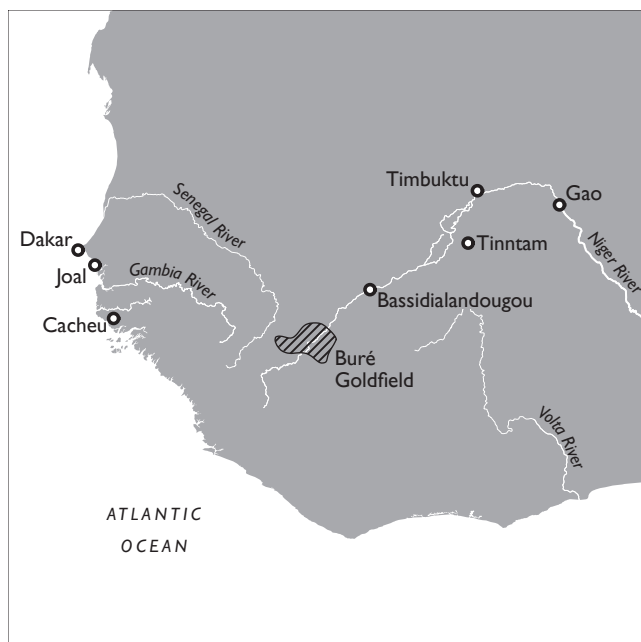 Senegal River
Timbuktu
Gao
Dakar
Tinntam
Niger River
Joal
Gambia River
Bassidialandougou
Cacheu
Buré
Goldfield
Volta River
ATLANTIC
OCEAN